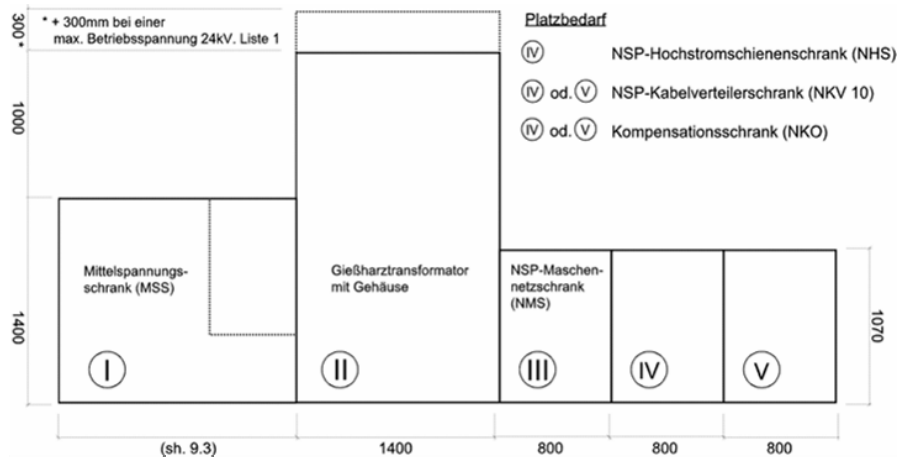 * + 300mm bei einer
max. Betriebsspannung 24kV. Liste 1
300 *
1000
1400
Platzbedarf
IV NSP-Hochstromschienenschrank (NHS)
IV od. V NSP-Kabelverteilerschrank (NKV 10)
IV od. V Kompensationsschrank (NKO)
Mittelspannungs-
schrank (MSS)
I
Gießharztransformator
mit Gehäuse
II
NSP-Maschen-
netzschrank
(NMS)
III
IV
V
1070
(sh. 9.3)
1400
800
800
800